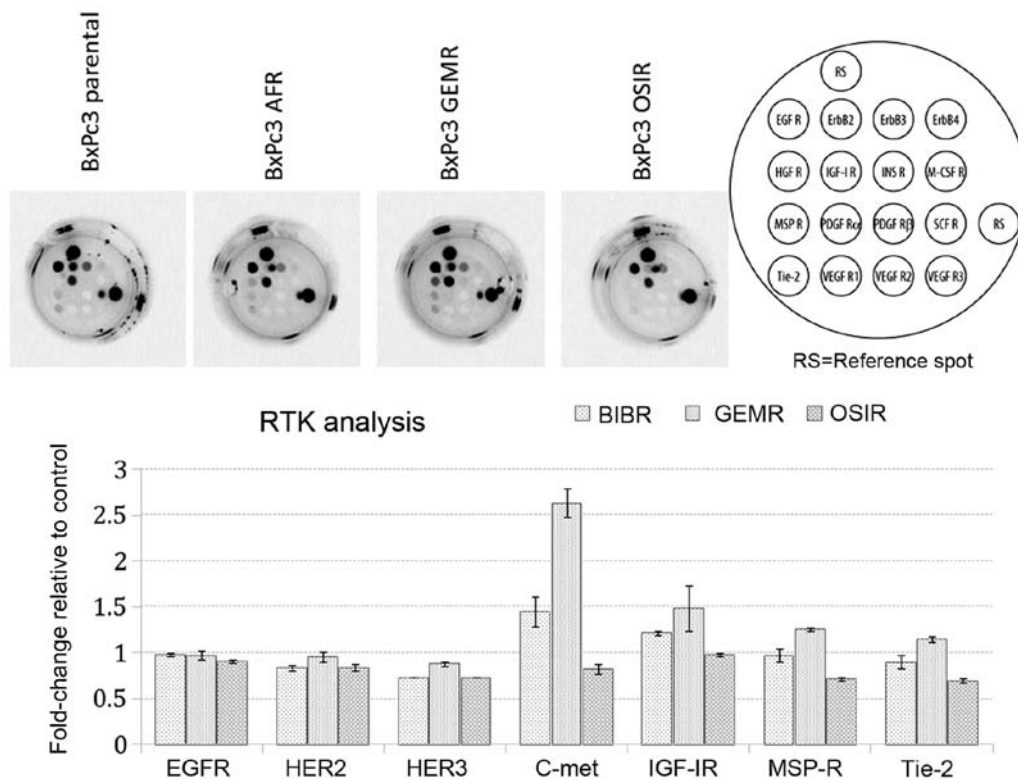 BxPc3 parental
BxPc3 AFR
BxPc3 GEMR
BxPc3 OSIR
RS
EGF R
ErbB2
ErbB3
ErbB4
HGF R
IGF-I R
INS R
M-CSF R
MSP R
PDGF Rα
PDGF Rβ
SCF R
RS
Tie-2
VEGF R1
VEGF R2
VEGF R3
RS=Reference spot
RTK analysis
BIBR
GEMR
OSIR
Fold-change relative to control
3
2.5
2
1.5
1
0.5
0
EGFR
HER2
HER3
C-met
IGF-IR
MSP-R
Tie-2